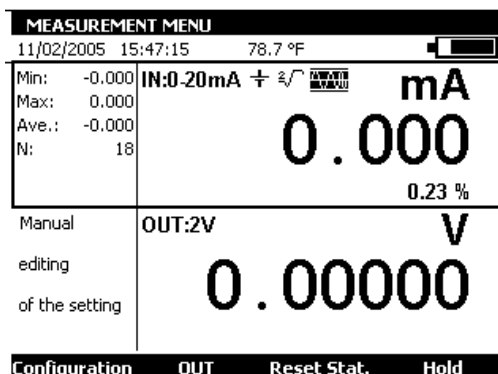 MEASUREMENT MENU
11/02/2005 15:47:15 78.7 °F
Min: -0.000
Max: 0.000
Ave.: -0.000
N: 18
IN:0-20mA
mA
0.000
0.23 %
Manual
editing
of the setting
OUT:2V
V
0.00000
Configuration OUT Reset Stat. Hold